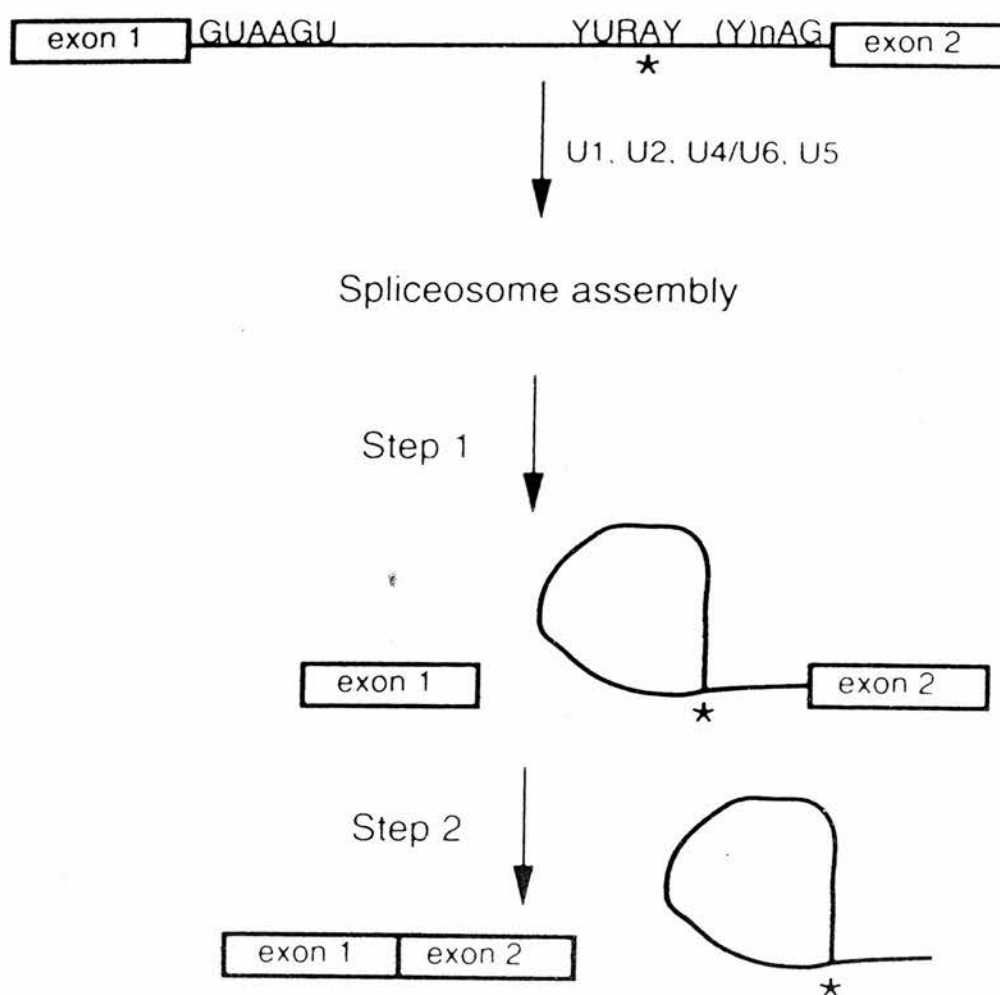 exon 1 GUAAGU YURAY (Y)nAG exon 2
*
U1, U2, U4/U6, U5
Spliceosome assembly
Step 1
exon 1 exon 2
*
Step 2
exon 1 exon 2
*